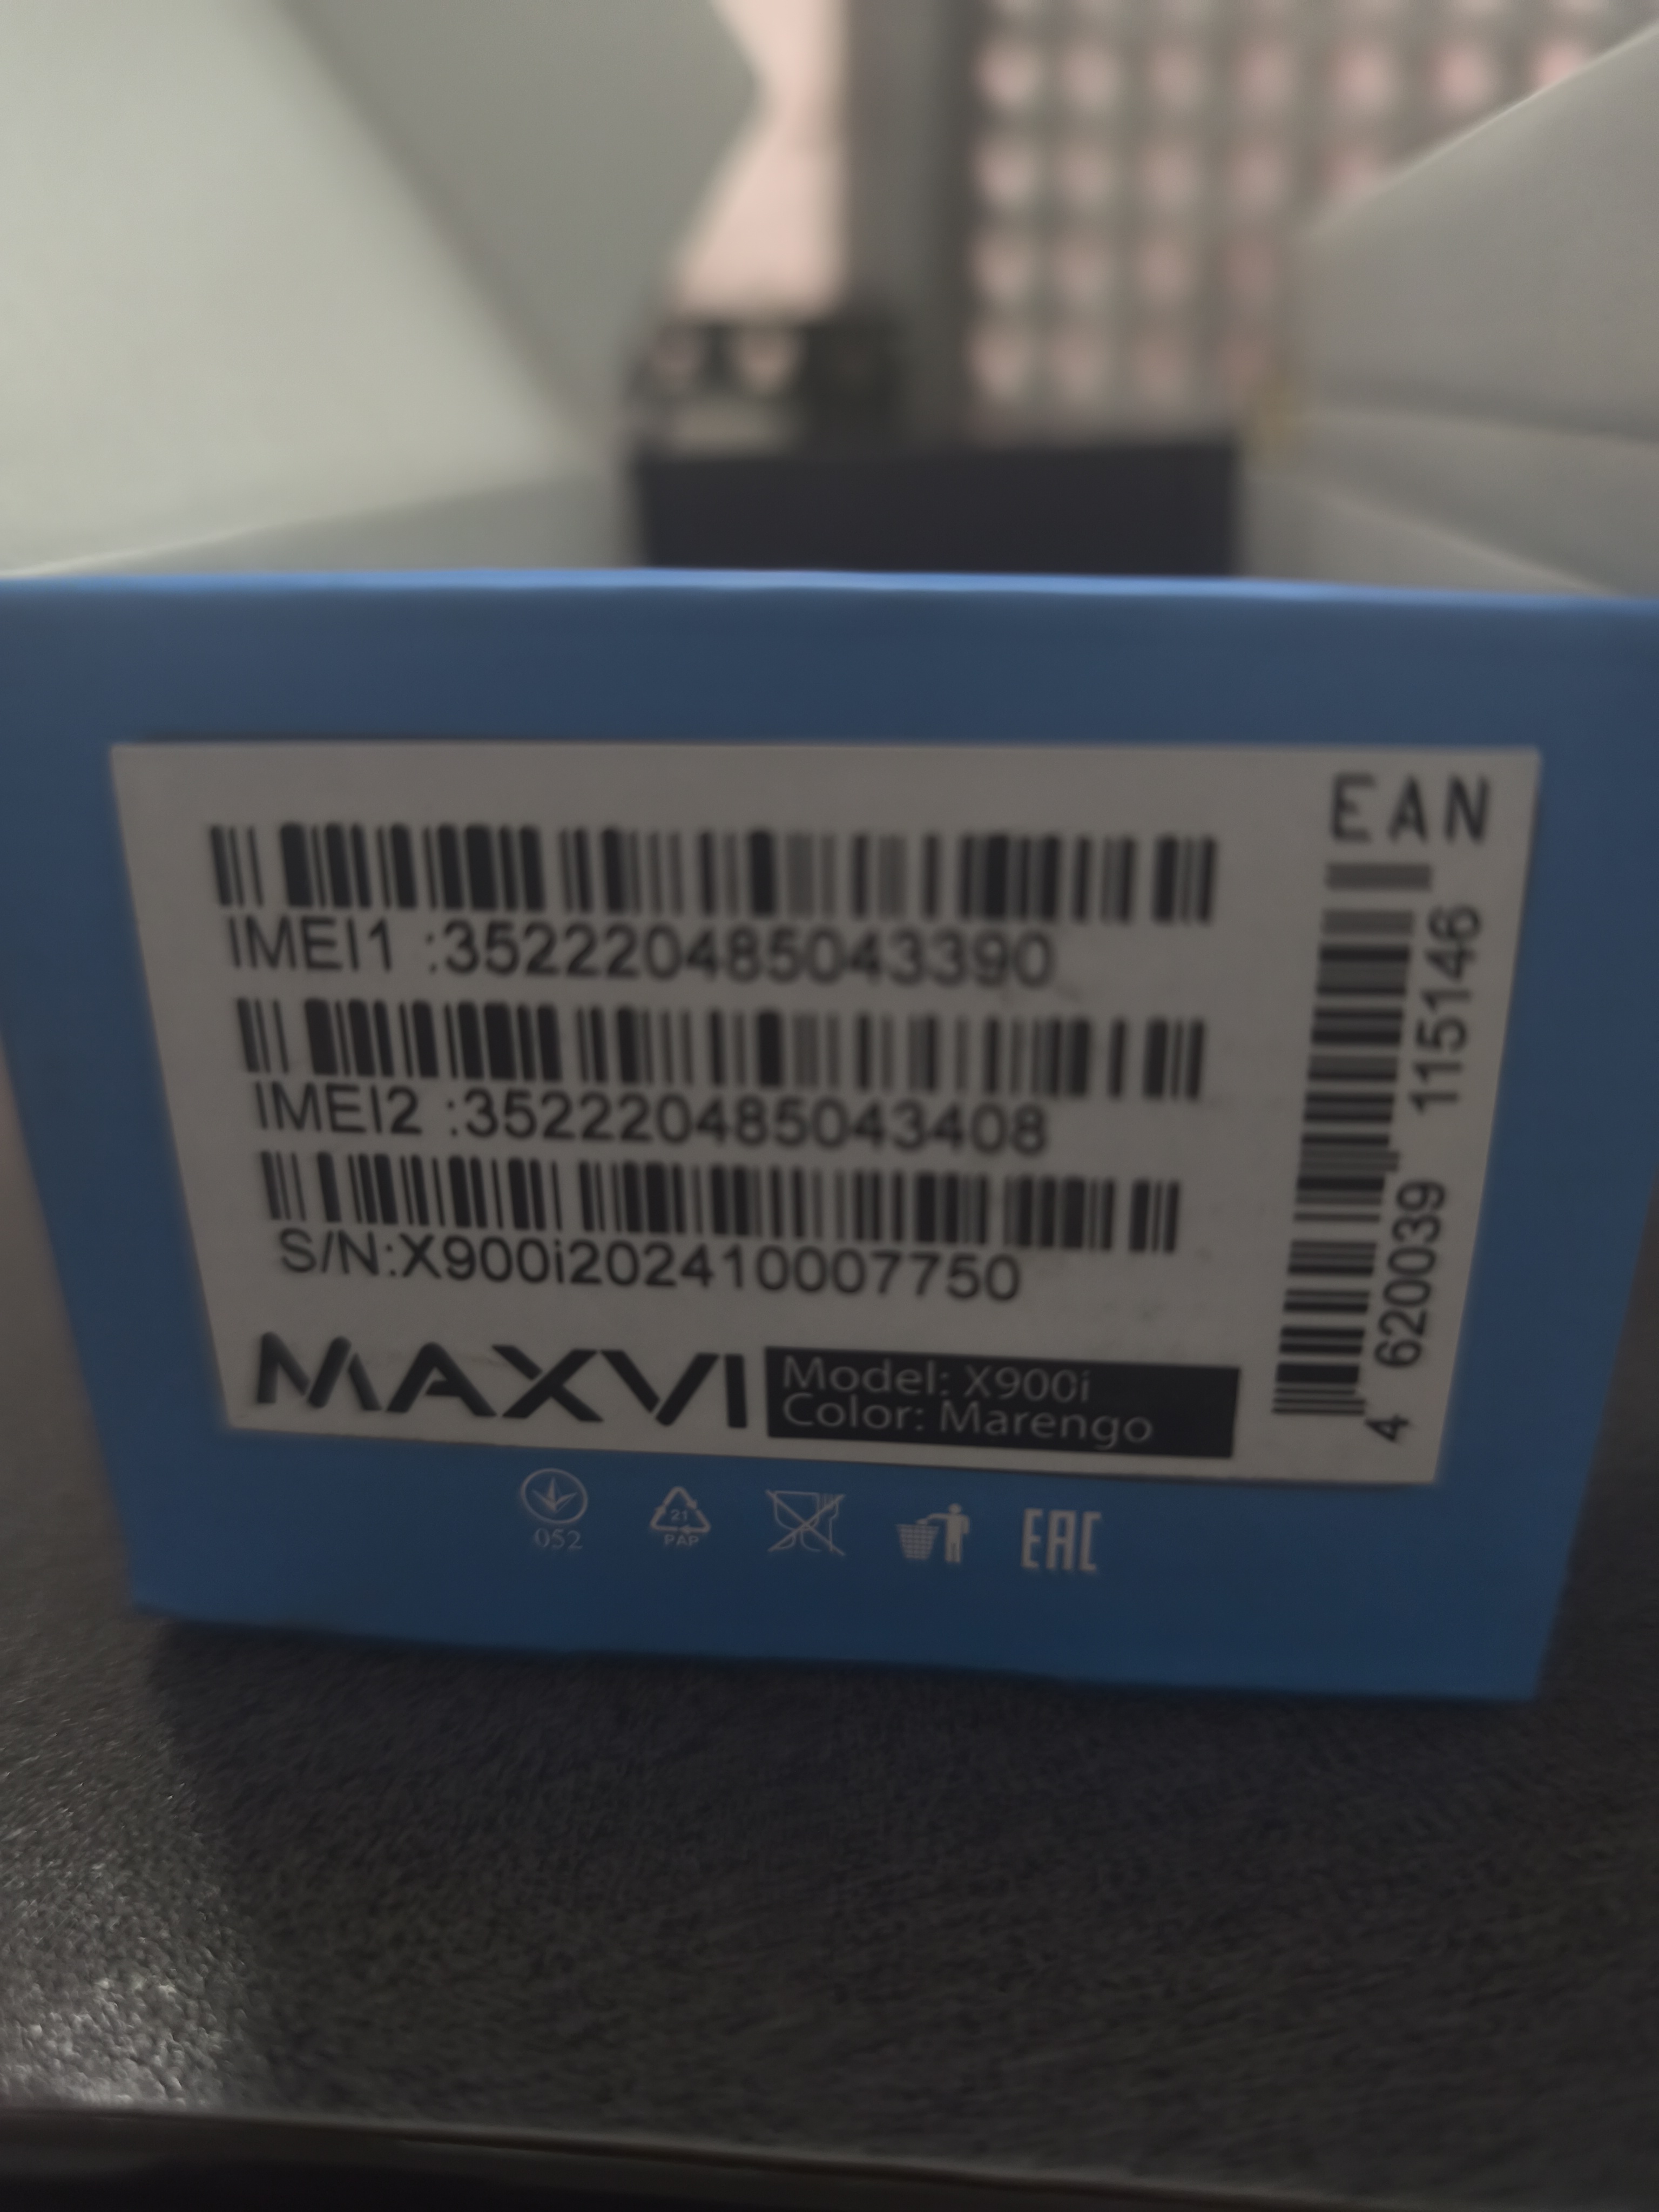 EAN
IMEI1 :352220485043390
IMEI2 :352220485043408
S/N:X900i202410007750
4 620039 115146
MAXVI
Model: X900i
Color: Marengo
052
21
PAP
EAC